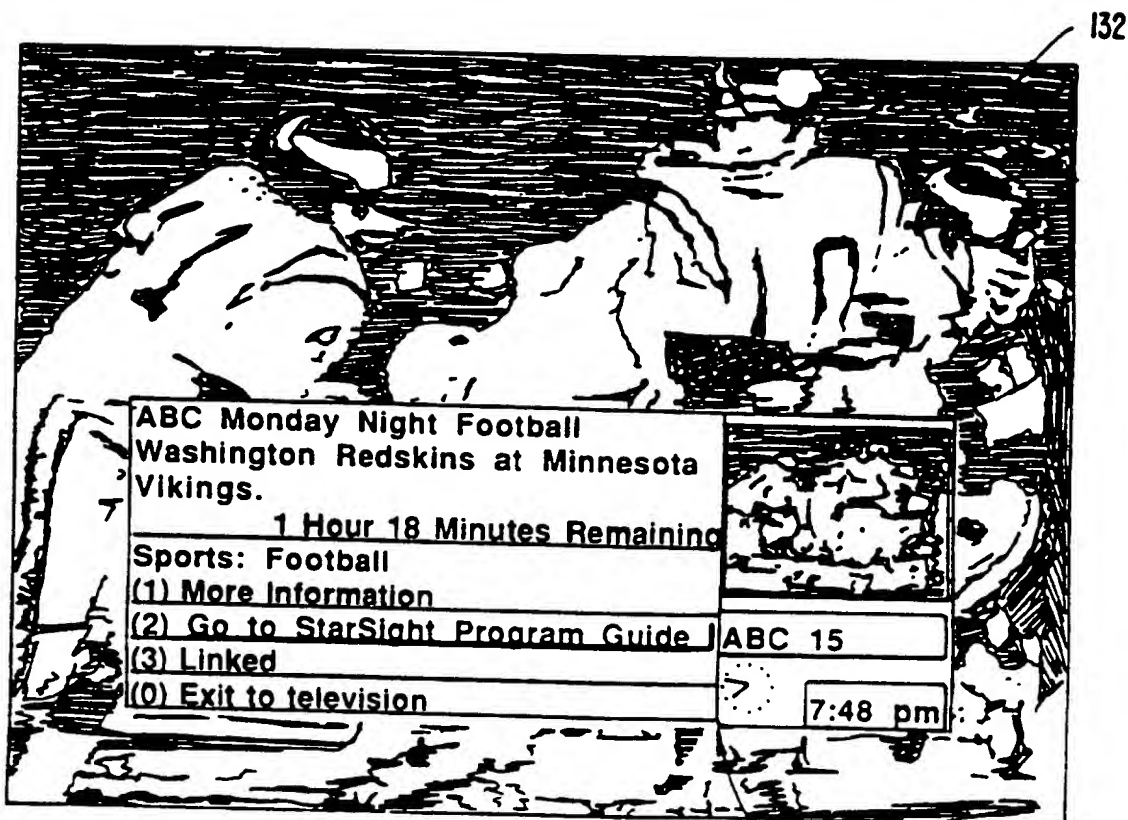 132
ABC Monday Night Football
Washington Redskins at Minnesota
Vikings.
1 Hour 18 Minutes Remaining
Sports: Football
(1) More Information
(2) Go to StarSight Program Guide
ABC 15
(3) Linked
(0) Exit to television
7:48 pm